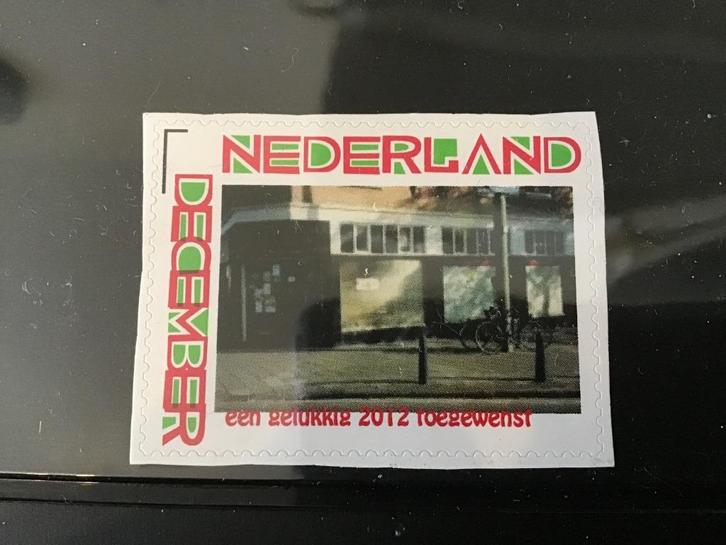 NEDERLAND
DECEMBER
een gelukkig 2012 toegewenst